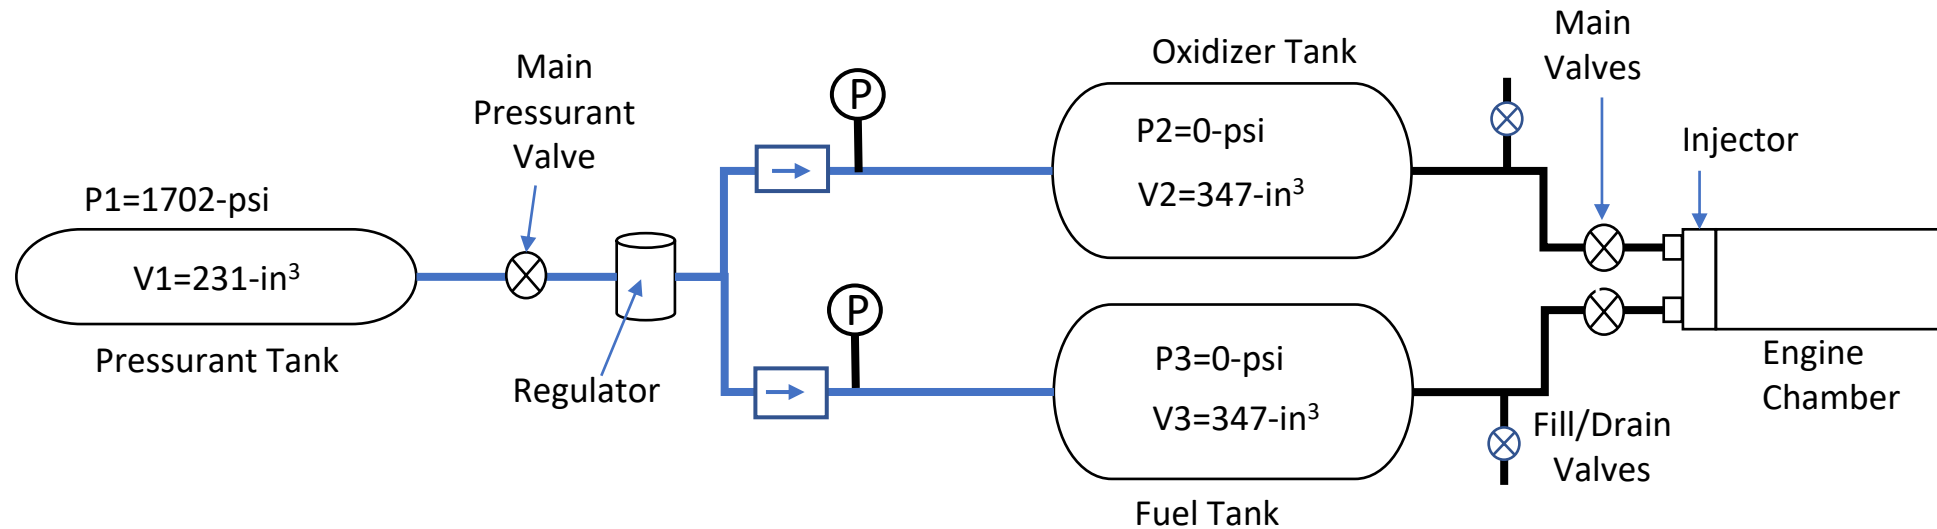 Main
Pressurant
Valve
P1=1702-psi
V1=231-in³
Pressurant Tank
Regulator
P
P
Oxidizer Tank
P2=0-psi
V2=347-in³
P3=0-psi
V3=347-in³
Fuel Tank
Main
Valves
Injector
Engine
Chamber
Fill/Drain
Valves